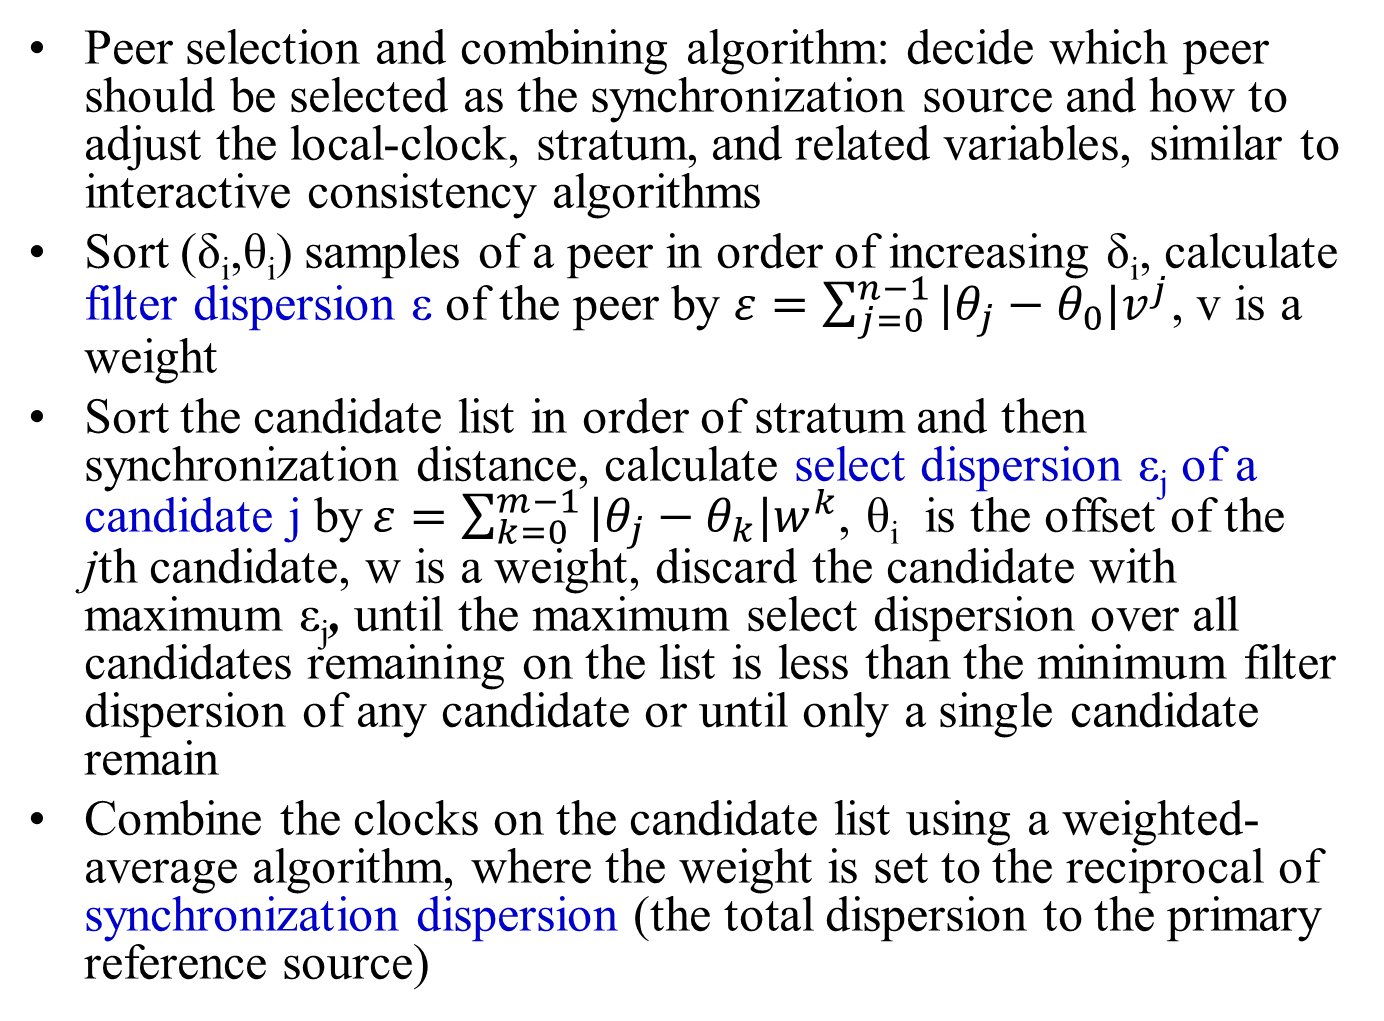 • Peer selection and combining algorithm: decide which peer
should be selected as the synchronization source and how to
adjust the local-clock, stratum, and related variables, similar to
interactive consistency algorithms
• Sort (δᵢ,θᵢ) samples of a peer in order of increasing δᵢ, calculate
filter dispersion ε of the peer by ε = ∑_{j=0}^{n−1} |θ_j − θ_0|v^j, v is a
weight
• Sort the candidate list in order of stratum and then
synchronization distance, calculate select dispersion ε_j of a
candidate j by ε = ∑_{k=0}^{m−1} |θ_j − θ_k|w^k, θᵢ is the offset of the
jth candidate, w is a weight, discard the candidate with
maximum ε_j, until the maximum select dispersion over all
candidates remaining on the list is less than the minimum filter
dispersion of any candidate or until only a single candidate
remain
• Combine the clocks on the candidate list using a weighted-
average algorithm, where the weight is set to the reciprocal of
synchronization dispersion (the total dispersion to the primary
reference source)